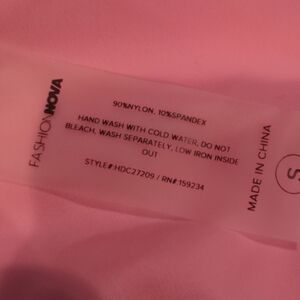 FASHIONNOVA
90%NYLON, 10%SPANDEX
HAND WASH WITH COLD WATER, DO NOT
BLEACH, WASH SEPARATELY, LOW IRON INSIDE
OUT
STYLE#:HDC27209 / RN#:159234
MADE IN CHINA
S